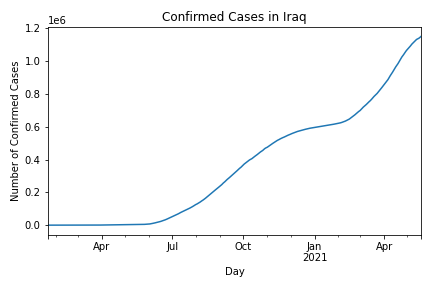 Confirmed Cases in Iraq
1e6
1.2
1.0
0.8
0.6
0.4
0.2
0.0
Number of Confirmed Cases
Apr Jul Oct Jan Apr
2021
Day